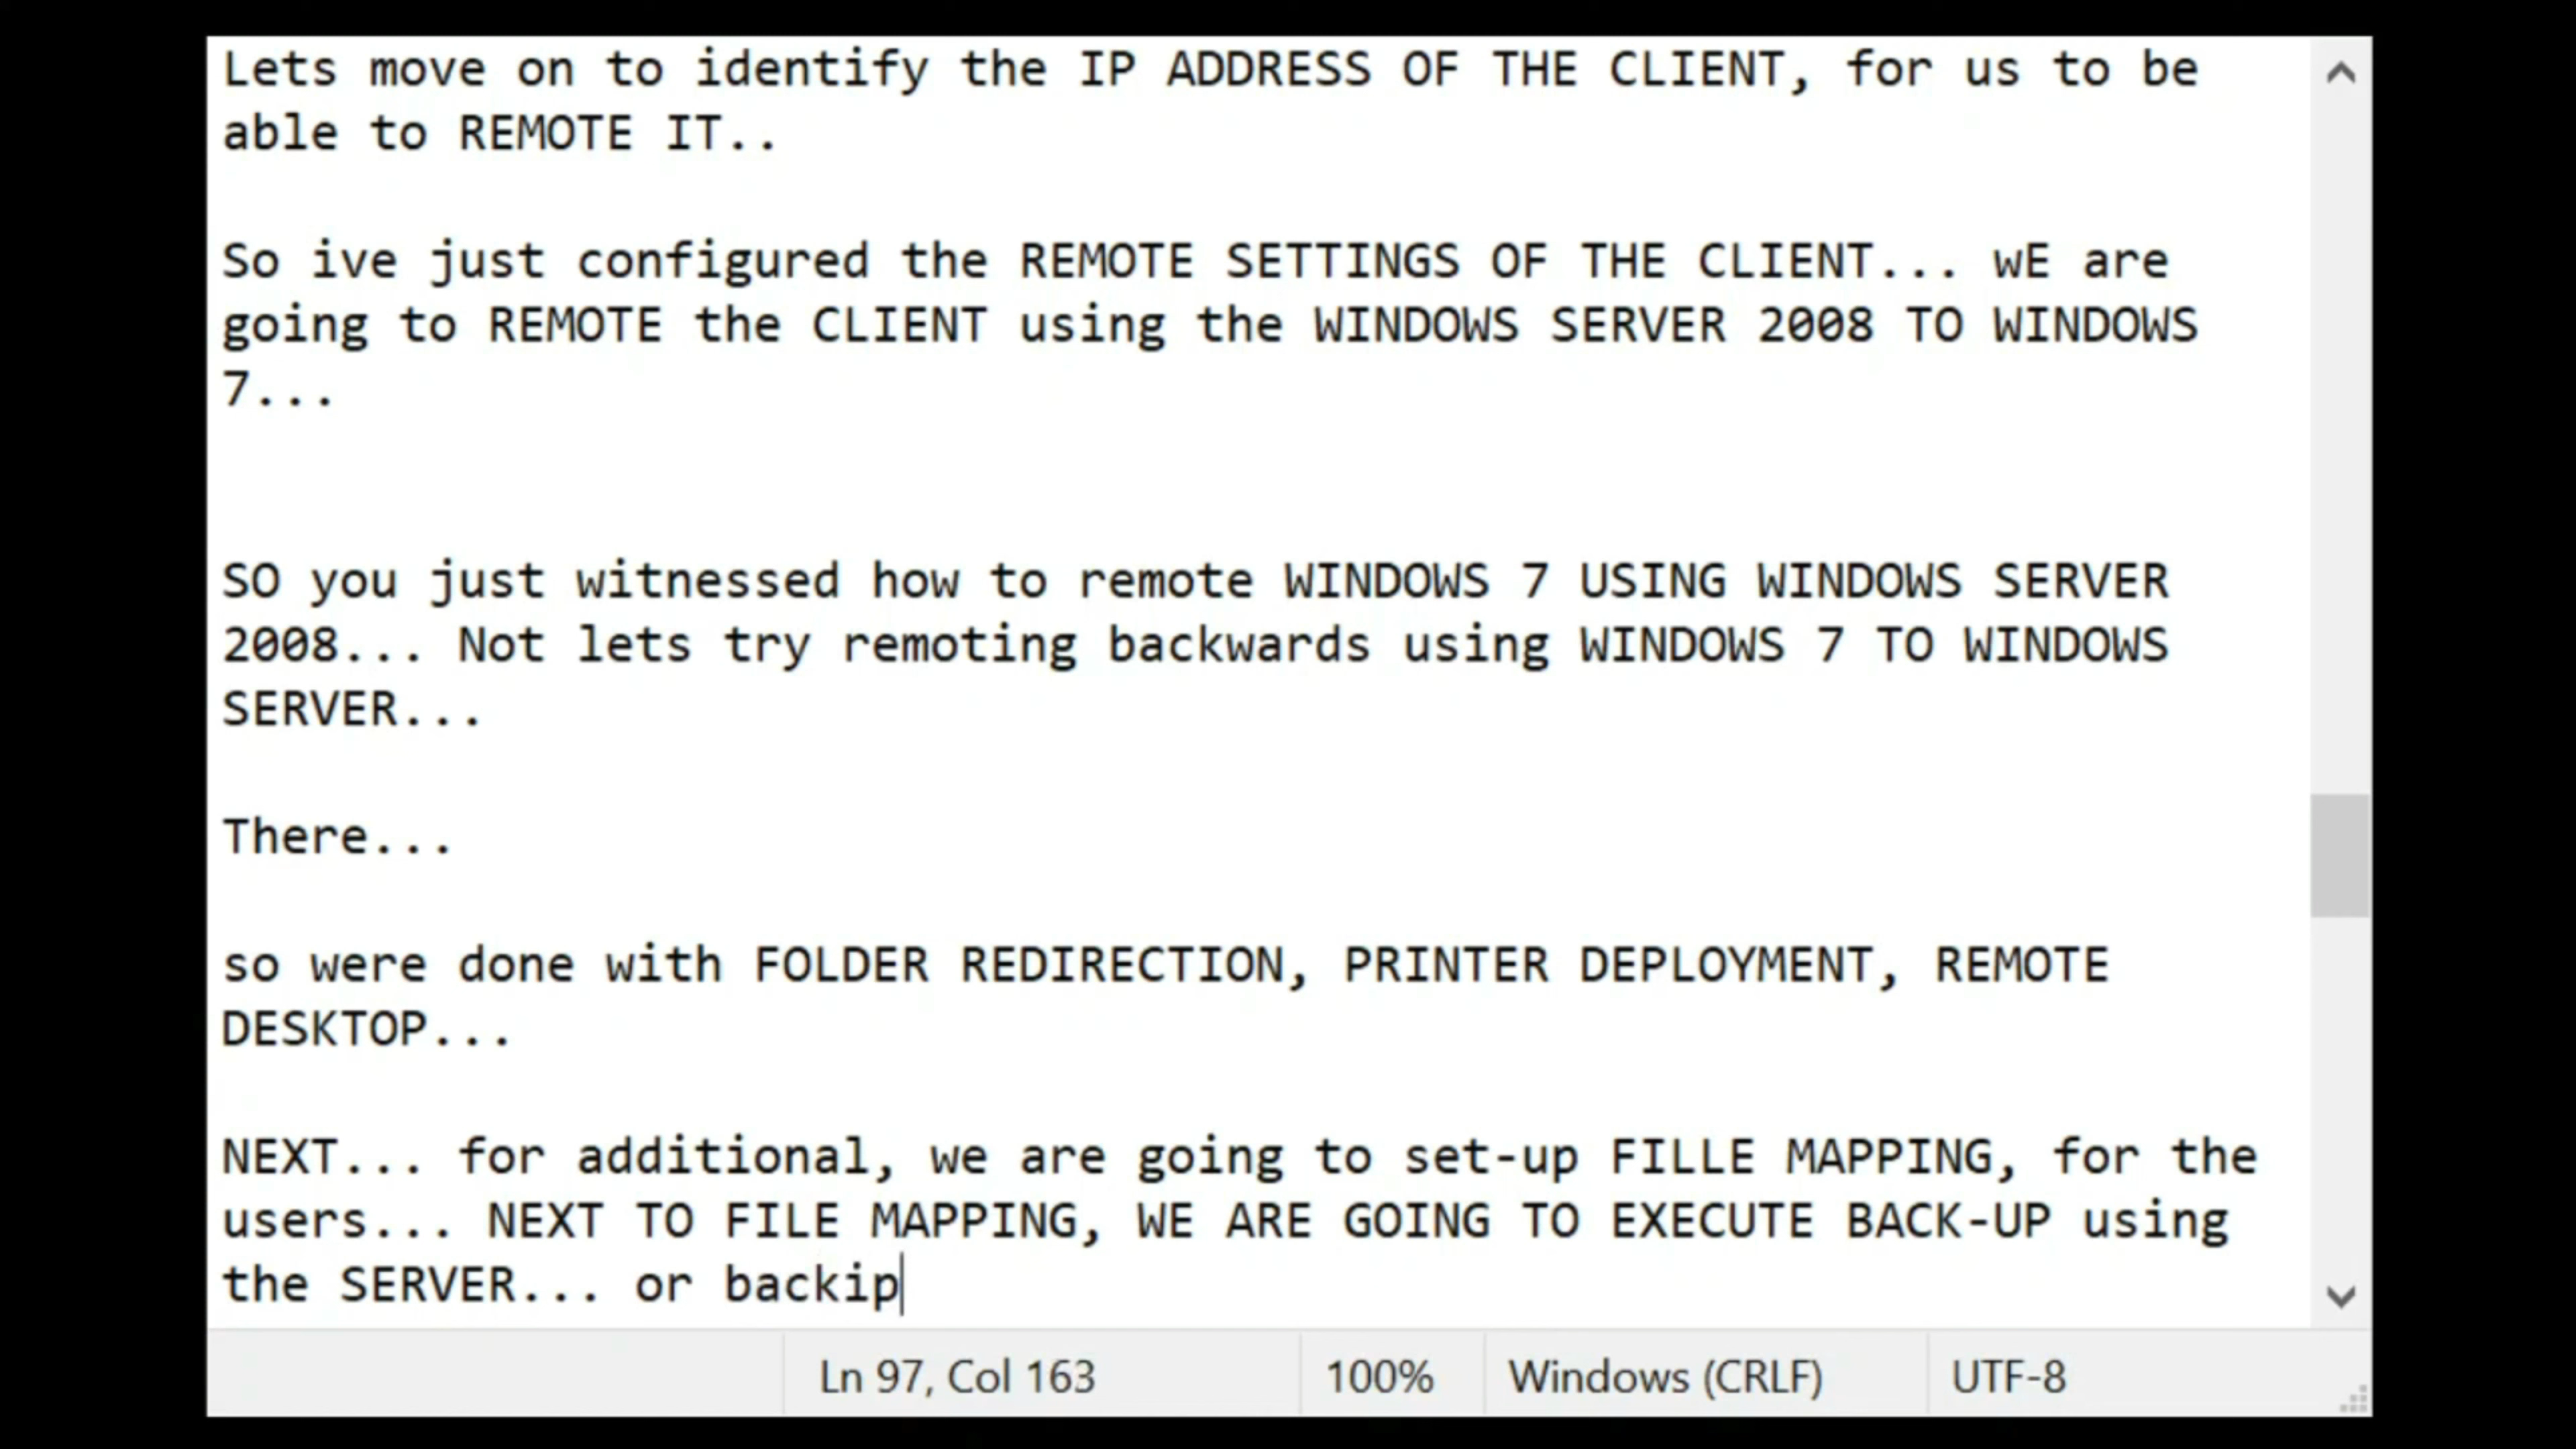 Lets move on to identify the IP ADDRESS OF THE CLIENT, for us to be
able to REMOTE IT..
So ive just configured the REMOTE SETTINGS OF THE CLIENT... wE are
going to REMOTE the CLIENT using the WINDOWS SERVER 2008 TO WINDOWS
7...
SO you just witnessed how to remote WINDOWS 7 USING WINDOWS SERVER
2008... Not lets try remoting backwards using WINDOWS 7 TO WINDOWS
SERVER...
There...
so were done with FOLDER REDIRECTION, PRINTER DEPLOYMENT, REMOTE
DESKTOP...
NEXT... for additional, we are going to set-up FILLE MAPPING, for the
users... NEXT TO FILE MAPPING, WE ARE GOING TO EXECUTE BACK-UP using
the SERVER... or backip
Ln 97, Col 163 100% Windows (CRLF) UTF-8